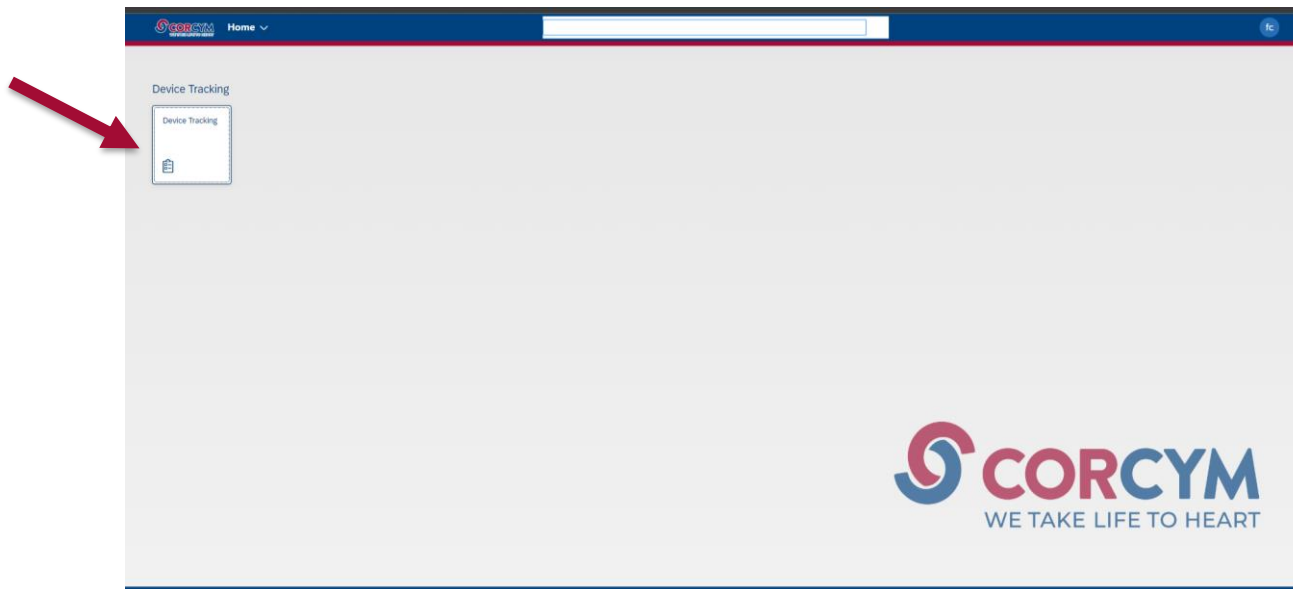 CORCYM
Home
fc
Device Tracking
Device Tracking
CORCYM
WE TAKE LIFE TO HEART